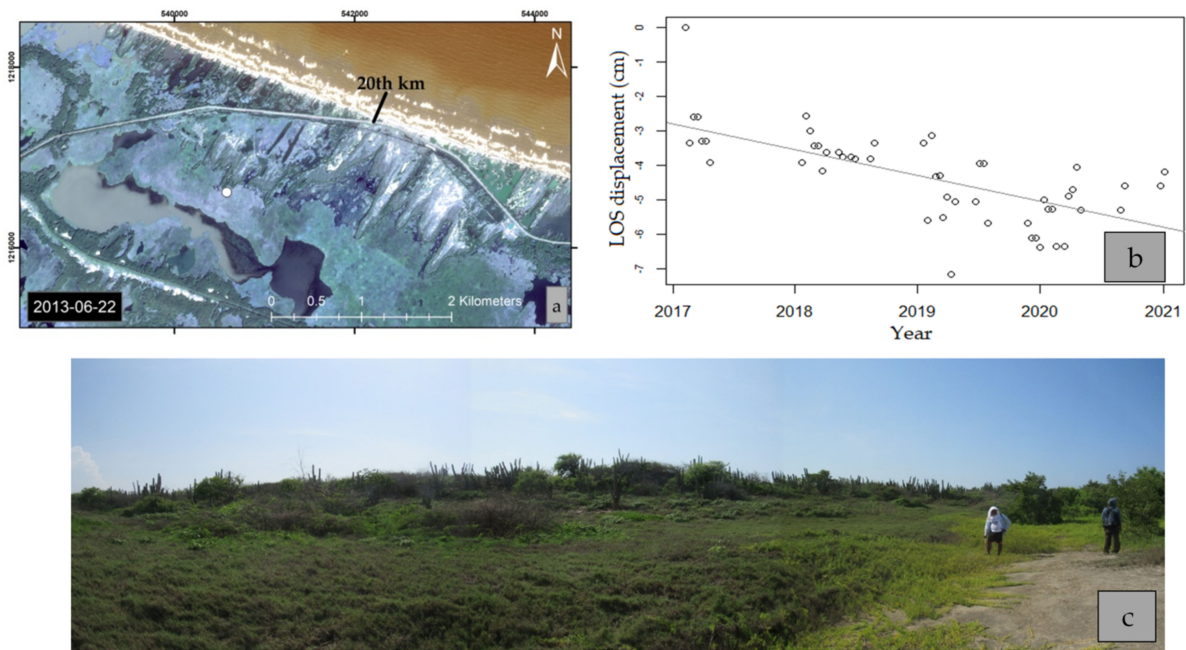 540000 542000 544000
N
1218000
20th km
1216000
2013-06-22
0 0.5 1 2 Kilometers
a
LOS displacement (cm)
0
-1
-2
-3
-4
-5
-6
-7
2017 2018 2019 2020 2021
Year
b
c